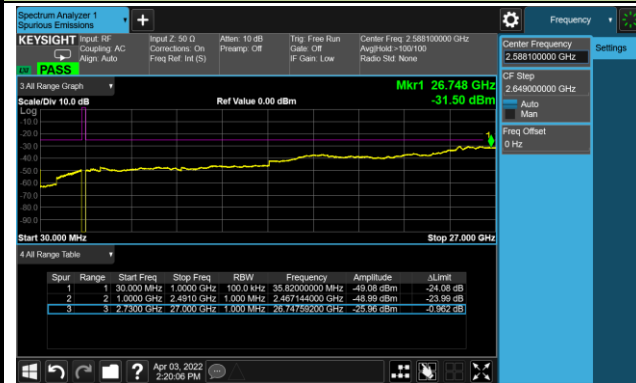 Spectrum Analyzer 1
Spurious Emissions
Frequency
KEYSIGHT
Input: RF
Coupling: AC
Align: Auto
Input Z: 50 Ω
Corrections: On
Freq Ref: Int (S)
Atten: 10 dB
Preamp: Off
Trig: Free Run
Gate: Off
IF Gain: Low
Center Freq: 2.588100000 GHz
Avg|Hold:>100/100
Radio Std: None
PASS
Center Frequency
2.588100000 GHz
Settings
CF Step
2.649000000 GHz
Auto
Man
Freq Offset
0 Hz
3 All Range Graph
Mkr1 26.748 GHz
Scale/Div 10.0 dB
Ref Value 0.00 dBm
-31.50 dBm
Log
-10.0
-20.0
-30.0
-40.0
-50.0
-60.0
-70.0
-80.0
-90.0
1
Start 30.000 MHz
Stop 27.000 GHz
4 All Range Table
Spur Range Start Freq Stop Freq RBW Frequency Amplitude ΔLimit
1 1 30.000 MHz 1.0000 GHz 100.0 kHz 35.82000000 MHz -49.08 dBm -24.08 dB
2 2 1.0000 GHz 2.4910 GHz 1.000 MHz 2.467144000 GHz -48.99 dBm -23.99 dB
3 3 2.7300 GHz 27.000 GHz 1.000 MHz 26.74759200 GHz -25.96 dBm -0.962 dB
Apr 03, 2022
2:20:06 PM